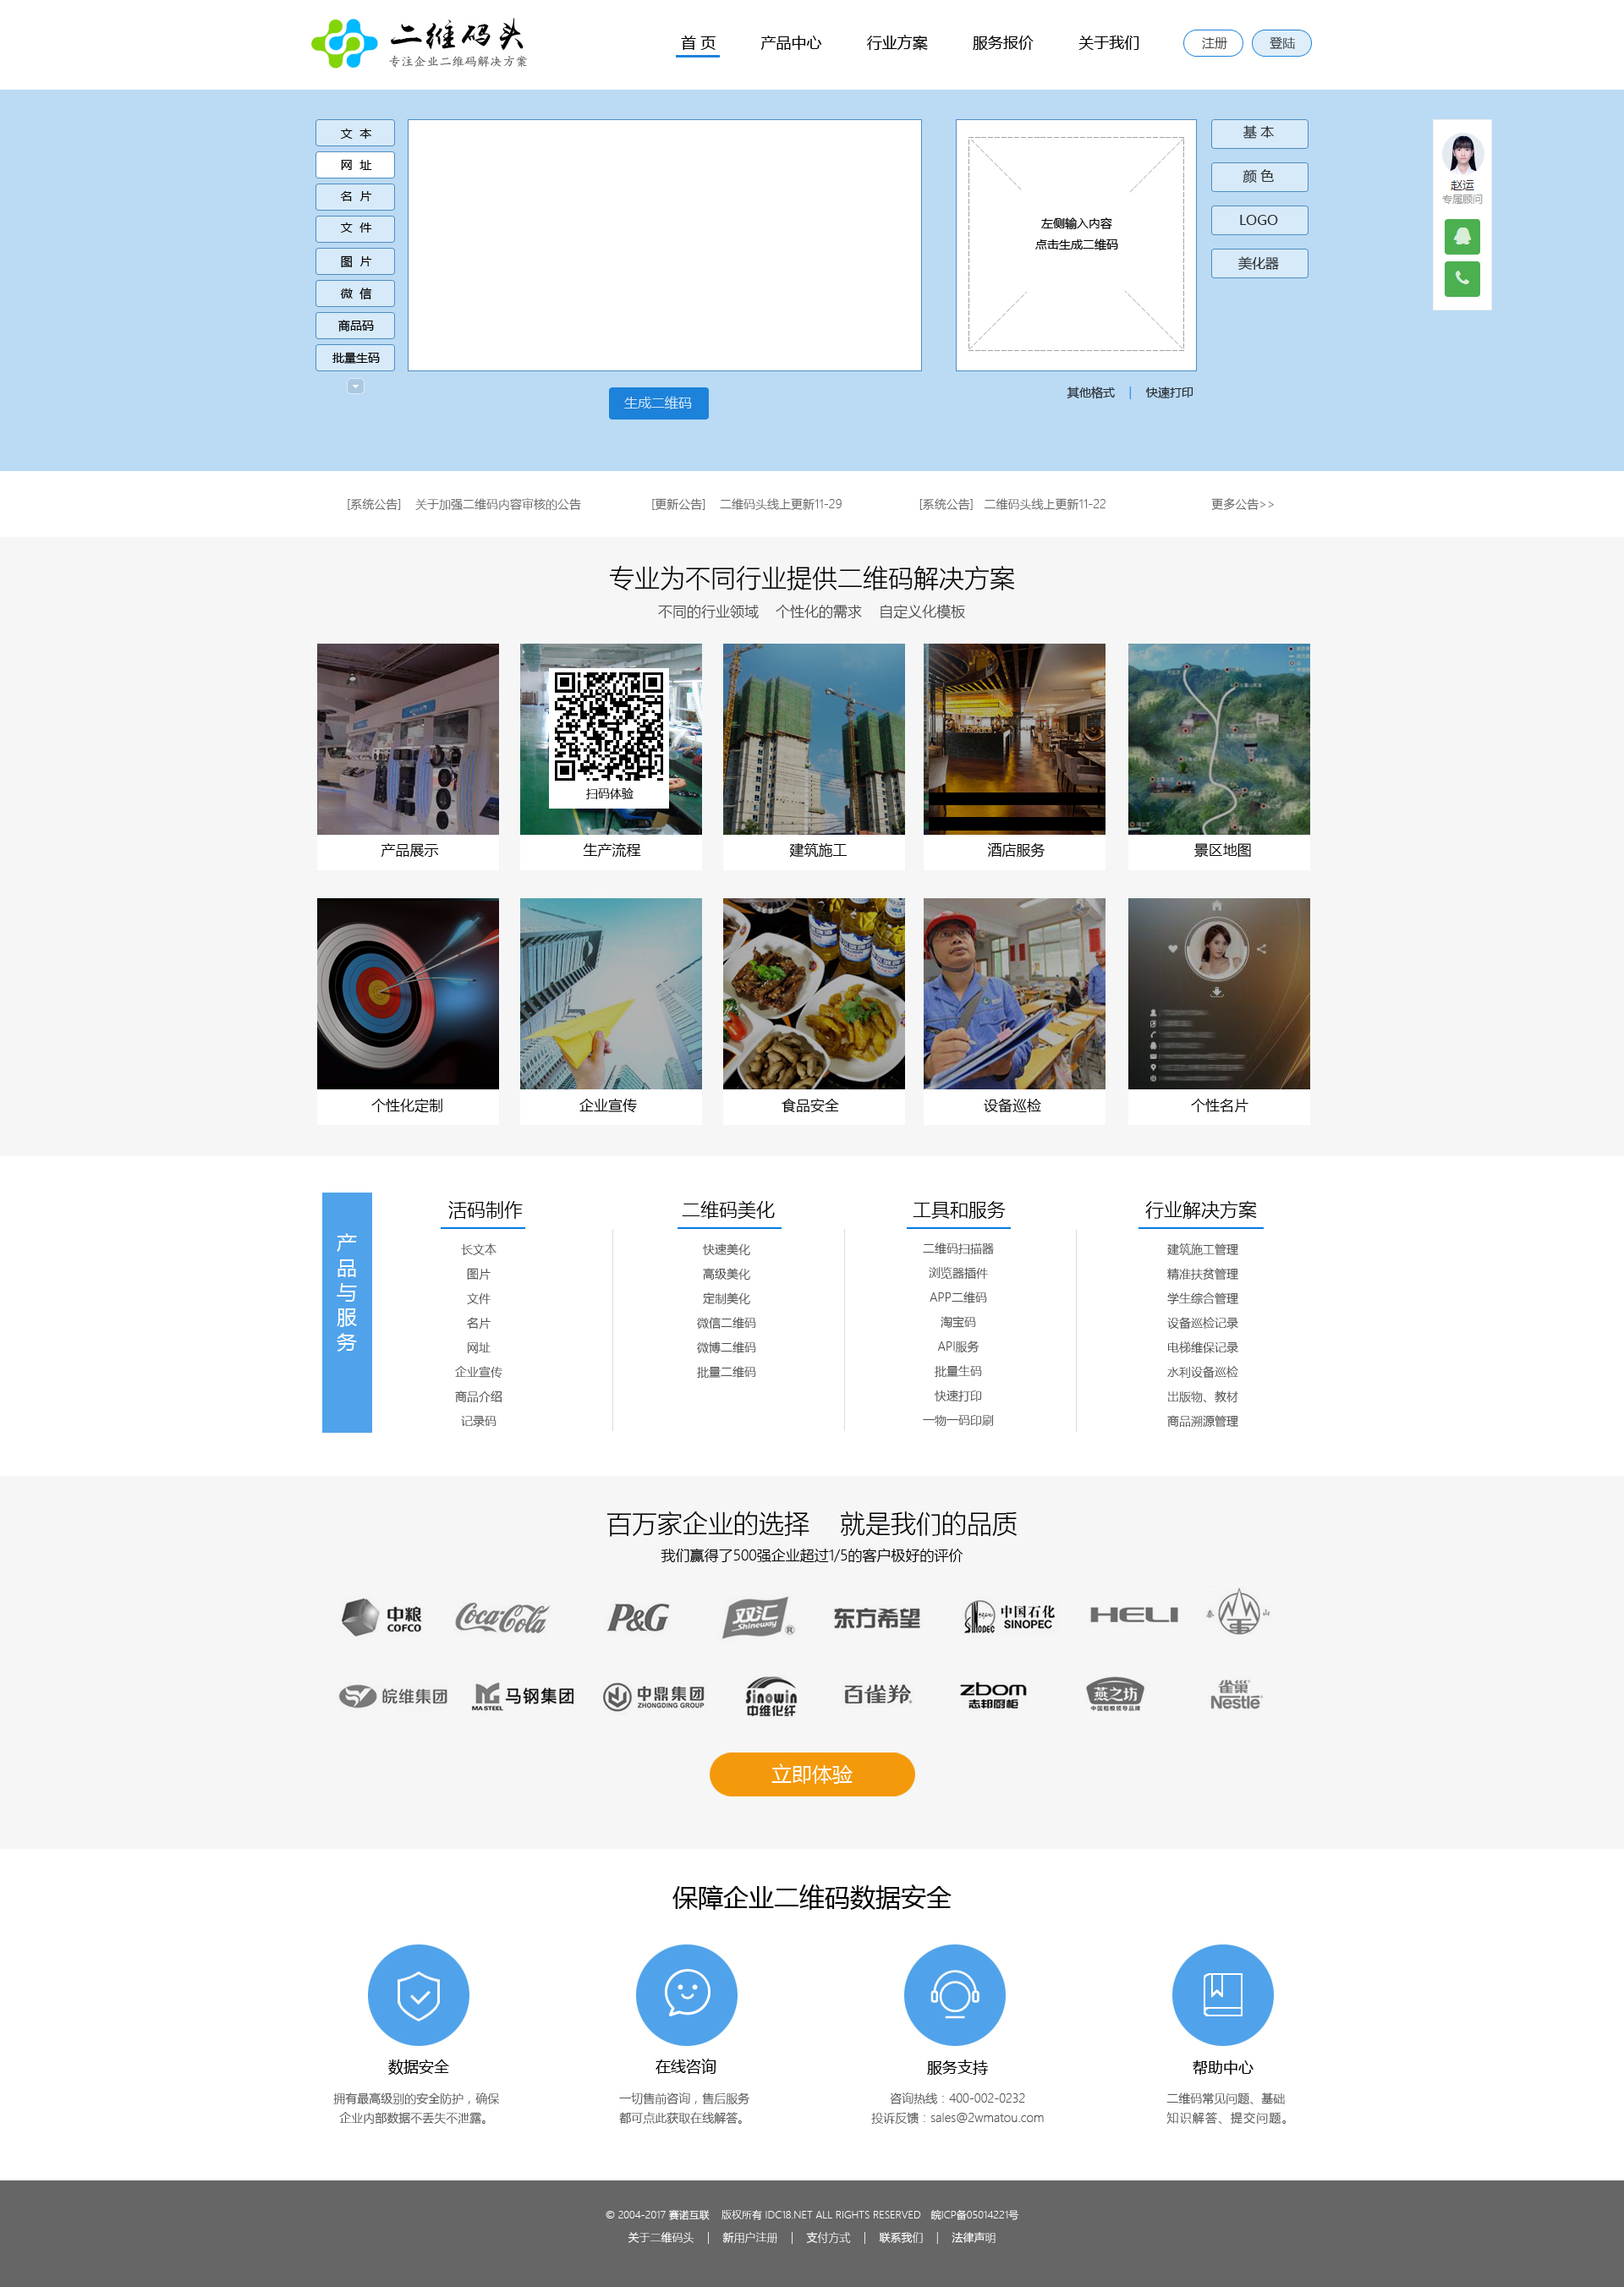 二维码头
专注企业二维码解决方案
首 页 产品中心 行业方案 服务报价 关于我们 注册 登陆
文 本
网 址
名 片
文 件
图 片
微 信
商品码
批量生码
左侧输入内容
点击生成二维码
基 本
颜 色
LOGO
美化器
赵运
专属顾问
生成二维码
其他格式 | 快速打印
[系统公告] 关于加强二维码内容审核的公告 [更新公告] 二维码头线上更新11-29 [系统公告] 二维码头线上更新11-22 更多公告>>
专业为不同行业提供二维码解决方案
不同的行业领域 个性化的需求 自定义化模板
扫码体验
产品展示 生产流程 建筑施工 酒店服务 景区地图
个性化定制 企业宣传 食品安全 设备巡检 个性名片
产品与服务
活码制作
长文本
图片
文件
名片
网址
企业宣传
商品介绍
记录码
二维码美化
快速美化
高级美化
定制美化
微信二维码
微博二维码
批量二维码
工具和服务
二维码扫描器
浏览器插件
APP二维码
淘宝码
API服务
批量生码
快速打印
一物一码印刷
行业解决方案
建筑施工管理
精准扶贫管理
学生综合管理
设备巡检记录
电梯维保记录
水利设备巡检
出版物、教材
商品溯源管理
百万家企业的选择 就是我们的品质
我们赢得了500强企业超过1/5的客户极好的评价
中粮
COFCO
Coca-Cola
P&G
双汇
Shineway
®
东方希望
SINOPEC
中国石化
SINOPEC
HELI
泰 山
皖维集团
马钢集团
MA STEEL
中鼎集团
ZHONGDING GROUP
Sinowin
中维化纤
百雀羚
zbom
志邦厨柜
燕之坊
中国粗粮领导品牌
雀巢
Nestle
立即体验
保障企业二维码数据安全
数据安全
拥有最高级别的安全防护，确保
企业内部数据不丢失不泄露。
在线咨询
一切售前咨询，售后服务
都可点此获取在线解答。
服务支持
咨询热线：400-002-0232
投诉反馈：sales@2wmatou.com
帮助中心
二维码常见问题、基础
知识解答、提交问题。
© 2004-2017 赛诺互联 版权所有 IDC18.NET ALL RIGHTS RESERVED 皖ICP备05014221号
关于二维码头 | 新用户注册 | 支付方式 | 联系我们 | 法律声明